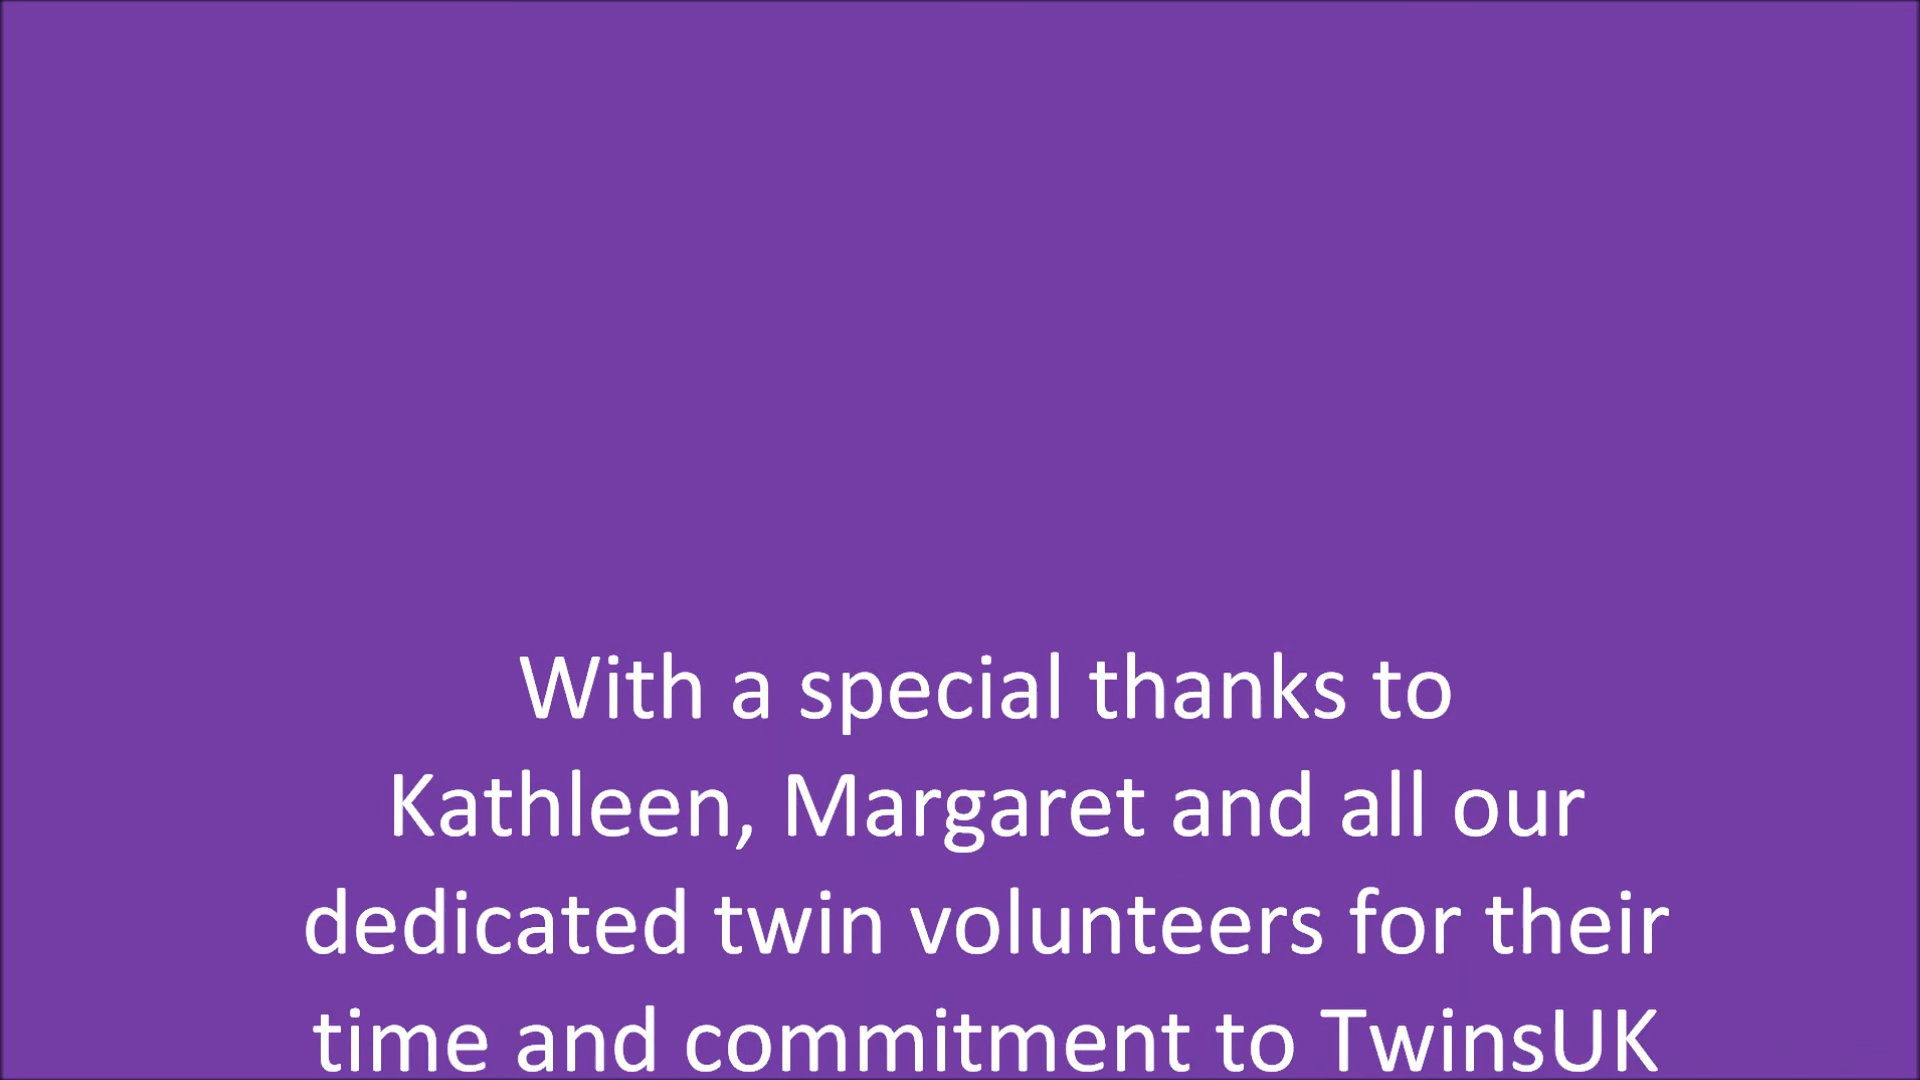 With a special thanks to
Kathleen, Margaret and all our
dedicated twin volunteers for their
time and commitment to TwinsUK